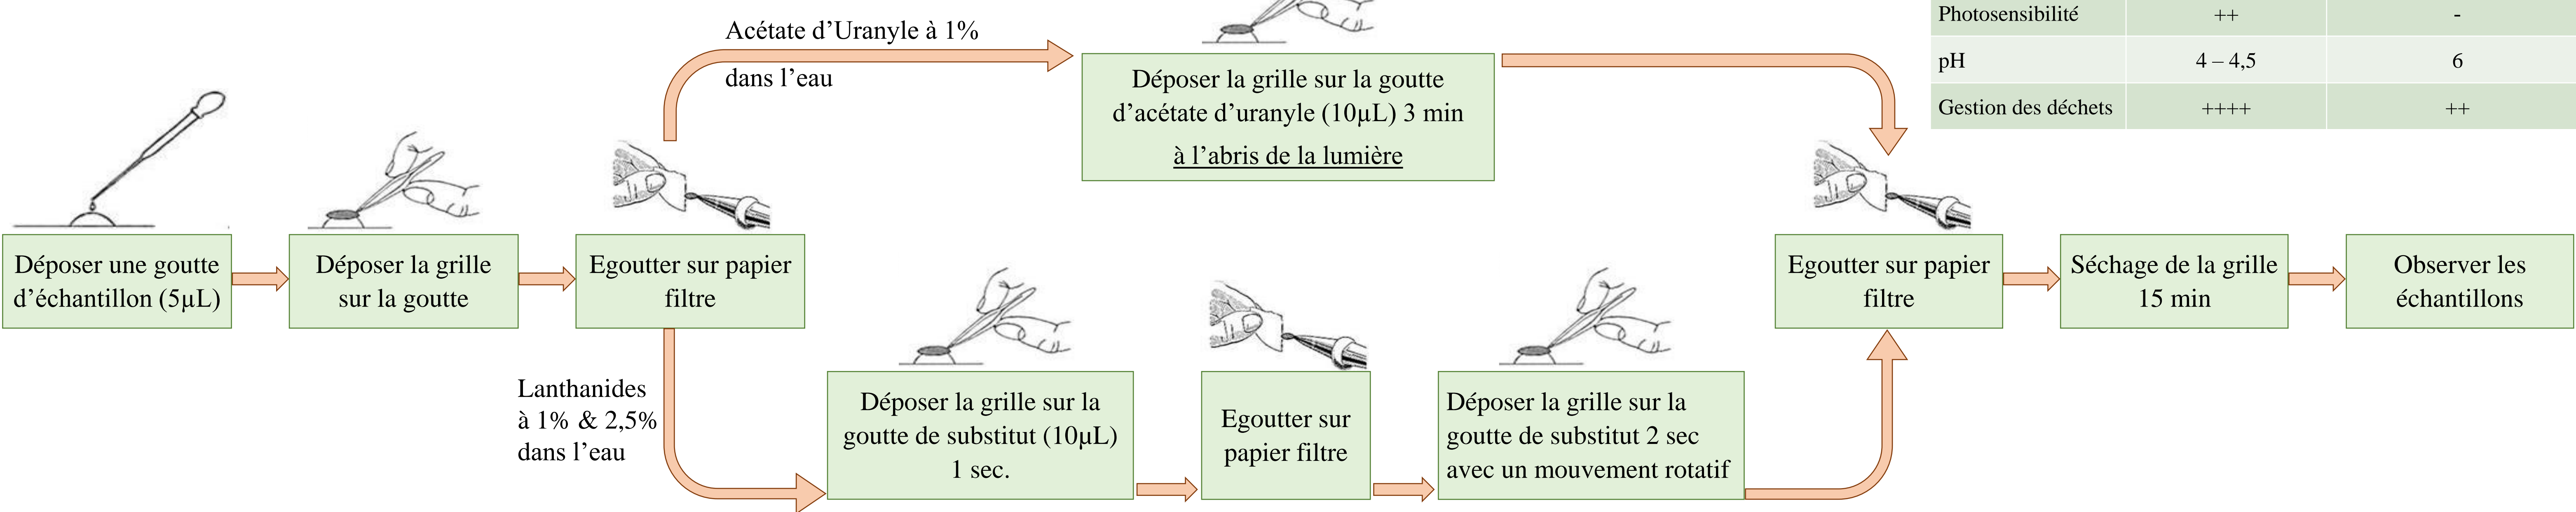 Acétate d'Uranyle à 1%
dans l'eau
Déposer la grille sur la goutte
d'acétate d'uranyle (10µL) 3 min
à l'abris de la lumière
Photosensibilité ++ -
pH 4 – 4,5 6
Gestion des déchets ++++ ++
Déposer une goutte
d'échantillon (5µL)
Déposer la grille
sur la goutte
Egoutter sur papier
filtre
Lanthanides
à 1% & 2,5%
dans l'eau
Déposer la grille sur la
goutte de substitut (10µL)
1 sec.
Egoutter sur
papier filtre
Déposer la grille sur la
goutte de substitut 2 sec
avec un mouvement rotatif
Egoutter sur papier
filtre
Séchage de la grille
15 min
Observer les
échantillons